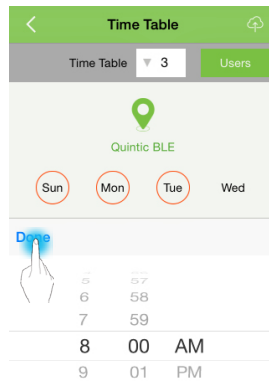 Time Table
Time Table ▼ 3 Users
Quintic BLE
Sun Mon Tue Wed
Done
5 57
6 58
7 59
8 00 AM
9 01 PM